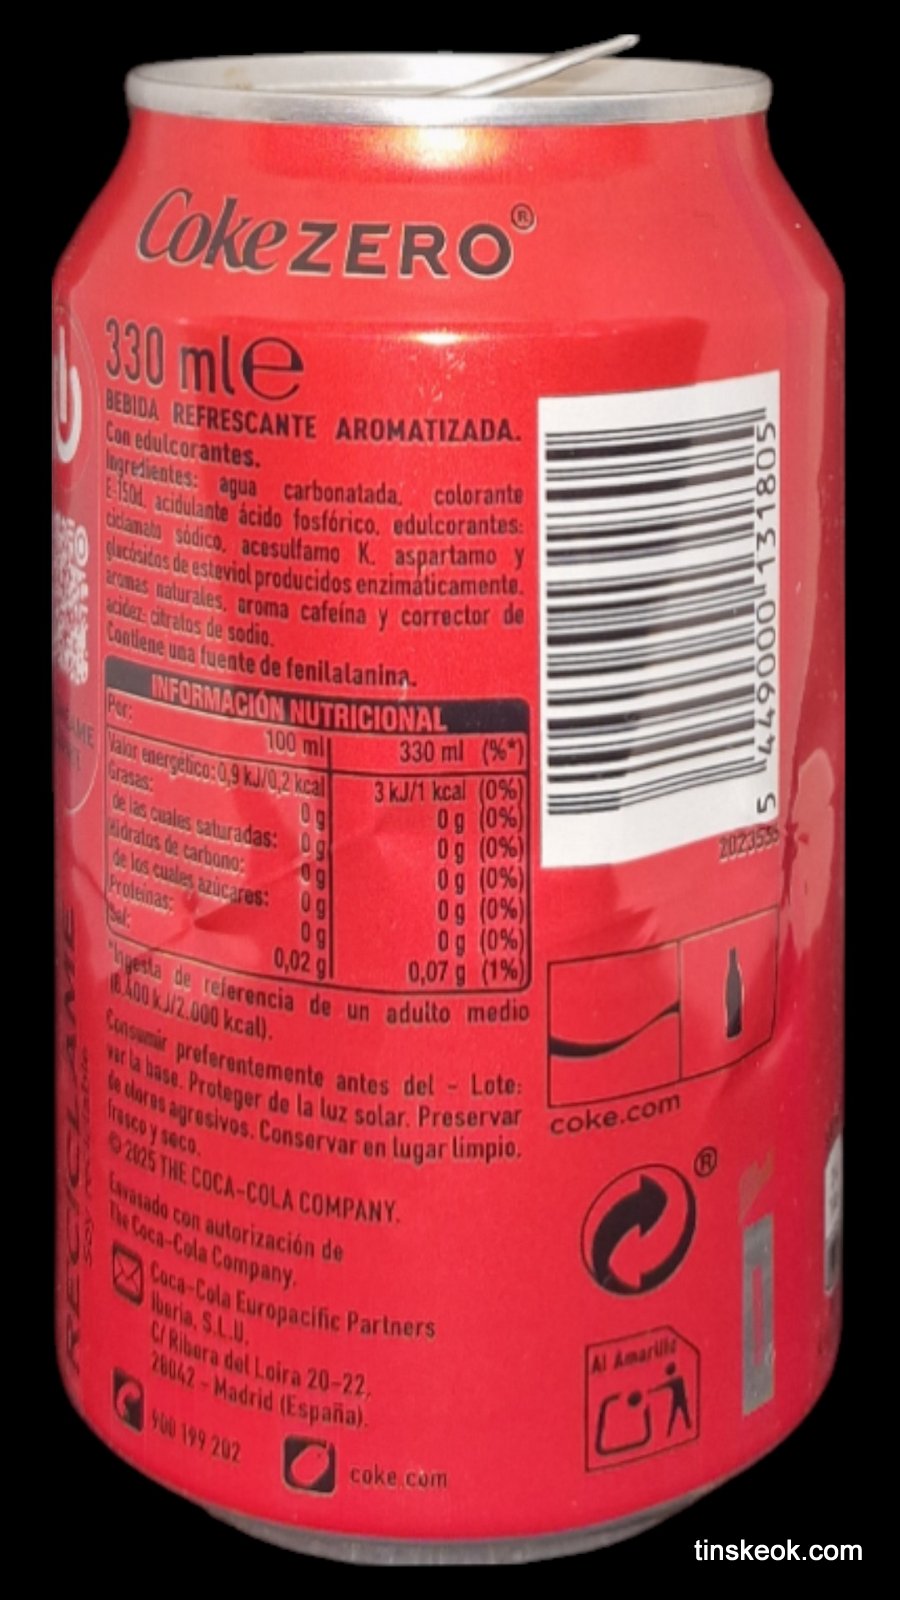 Coke ZERO®
330 ml e
BEBIDA REFRESCANTE AROMATIZADA.
Con edulcorantes.
Ingredientes: agua carbonatada, colorante
E-150d, acidulante ácido fosfórico, edulcorantes:
ciclamato sódico, acesulfamo K, aspartamo y
glucósidos de esteviol producidos enzimáticamente,
aromas naturales, aroma cafeína y corrector de
acidez: citratos de sodio.
Contiene una fuente de fenilalanina.
INFORMACIÓN NUTRICIONAL
Por: 100 ml 330 ml (%*)
Valor energético: 0,9 kJ/0,2 kcal 3 kJ/1 kcal (0%)
Grasas: 0 g 0 g (0%)
de las cuales saturadas: 0 g 0 g (0%)
Hidratos de carbono: 0 g 0 g (0%)
de los cuales azúcares: 0 g 0 g (0%)
Proteínas: 0 g 0 g (0%)
Sal: 0,02 g 0,07 g (1%)
*Ingesta de referencia de un adulto medio
(8.400 kJ/2.000 kcal).
Consumir preferentemente antes del - Lote:
ver la base. Proteger de la luz solar. Preservar
de olores agresivos. Conservar en lugar limpio,
fresco y seco.
© 2025 THE COCA-COLA COMPANY.
Envasado con autorización de
The Coca-Cola Company.
Coca-Cola Europacific Partners
Iberia, S.L.U.
C/ Ribera del Loira 20-22,
28042 - Madrid (España).
900 199 202
coke.com
5 449000 131805
coke.com
®
Al Amarillo
RECICLAME
tinskeok.com